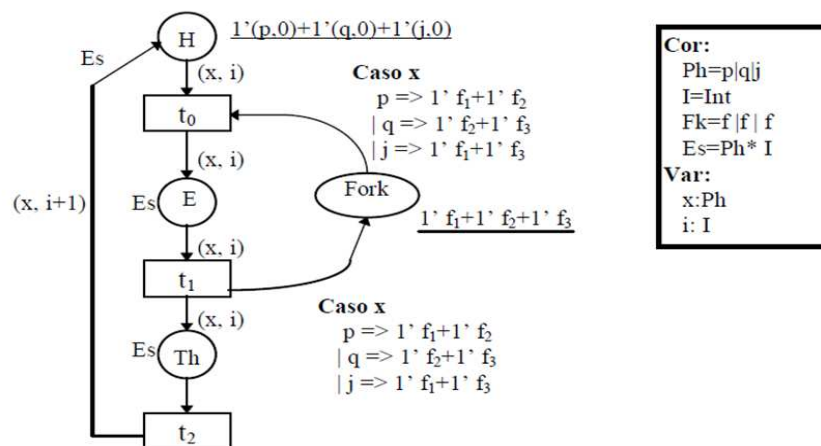 H
1'(p,0)+1'(q,0)+1'(j,0)
Es
(x, i)
t0
Caso x
p => 1' f1+1' f2
| q => 1' f2+1' f3
| j => 1' f1+1' f3
(x, i)
Es
E
Fork
1' f1+1' f2+1' f3
(x, i+1)
(x, i)
t1
(x, i)
Caso x
p => 1' f1+1' f2
| q => 1' f2+1' f3
| j => 1' f1+1' f3
Es
Th
t2
Cor:
Ph=p|q|j
I=Int
Fk=f |f | f
Es=Ph* I
Var:
x:Ph
i: I